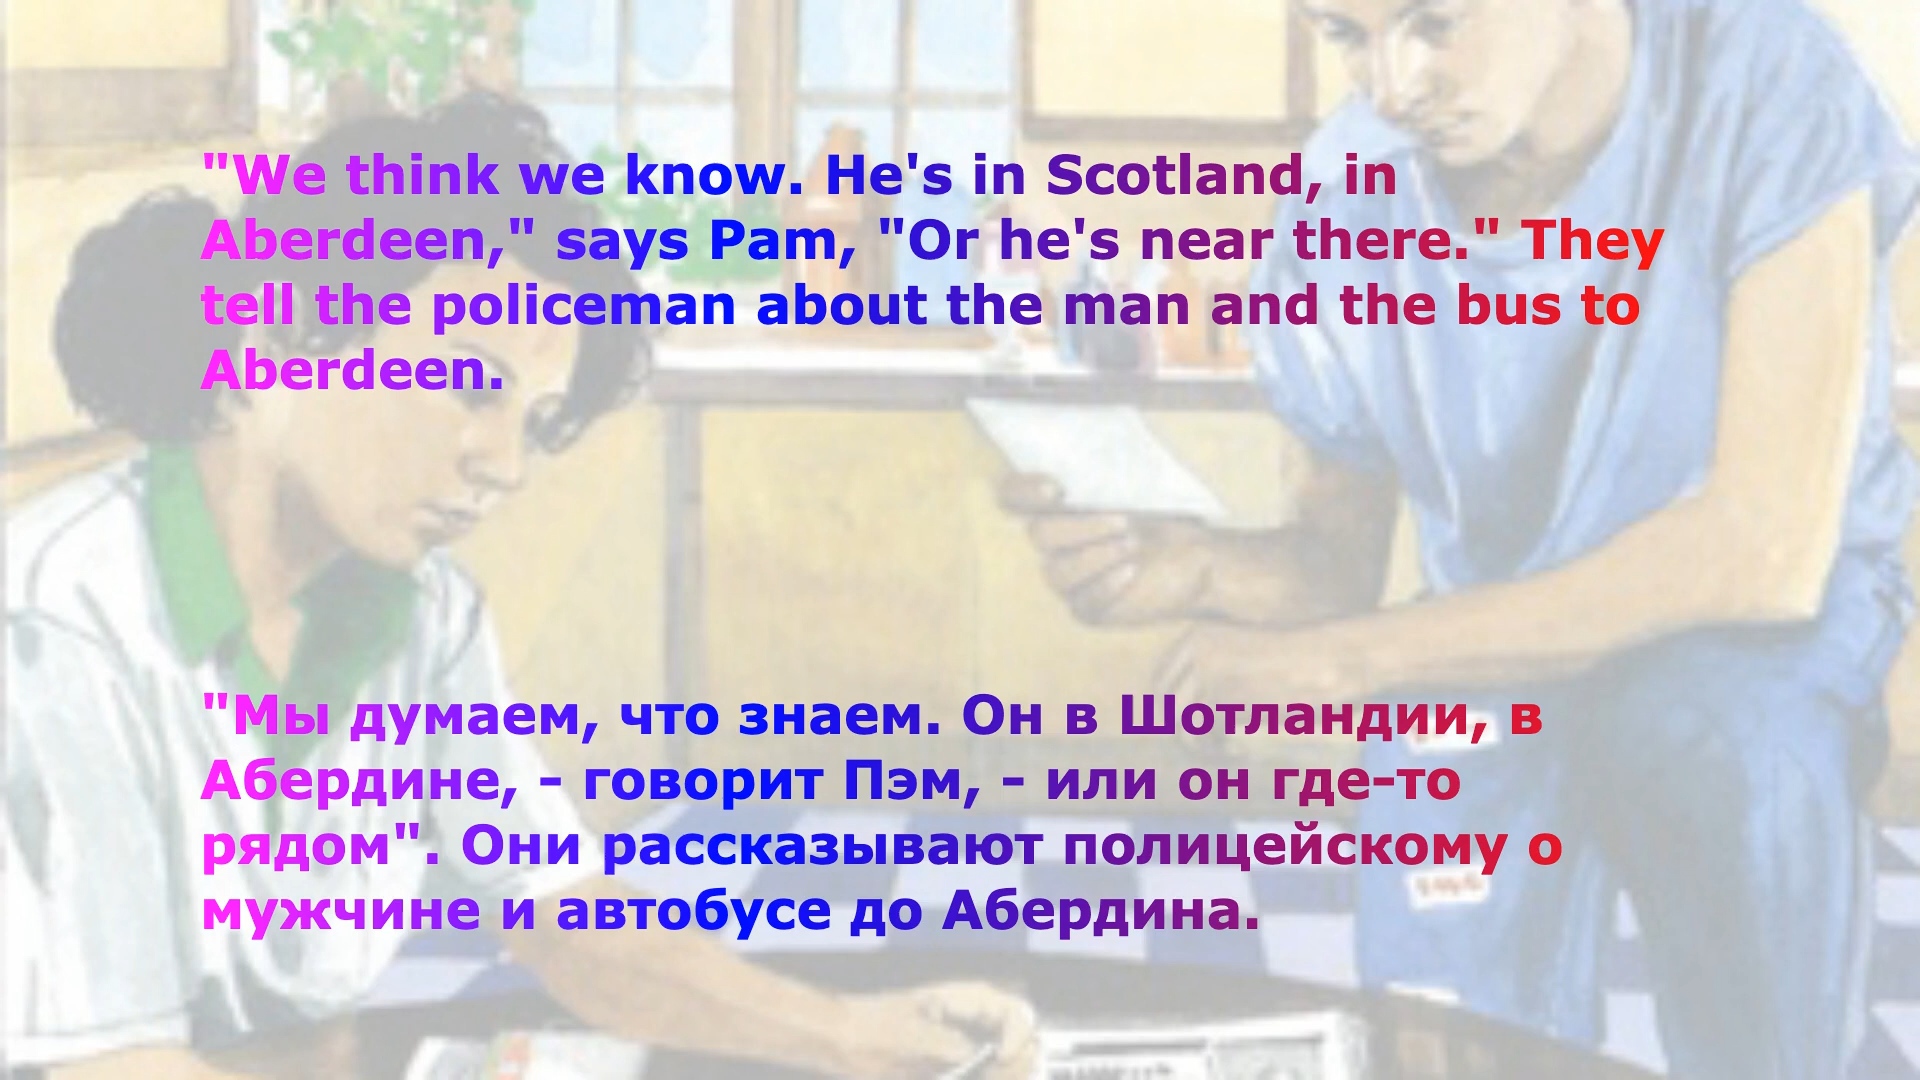 "We think we know. He's in Scotland, in
Aberdeen," says Pam, "Or he's near there." They
tell the policeman about the man and the bus to
Aberdeen.
"Мы думаем, что знаем. Он в Шотландии, в
Абердине, - говорит Пэм, - или он где-то
рядом". Они рассказывают полицейскому о
мужчине и автобусе до Абердина.